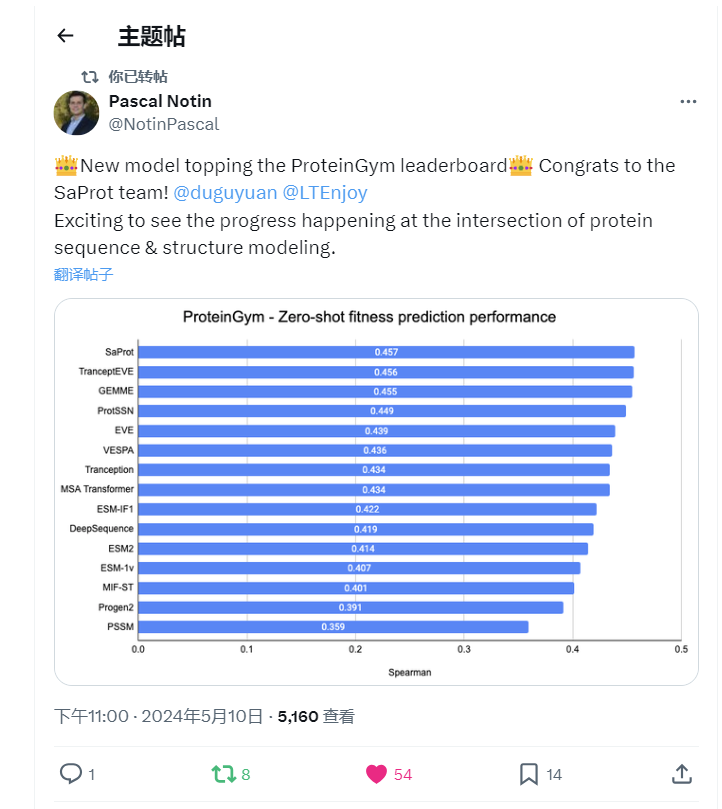 主题帖
你已转帖
Pascal Notin
@NotinPascal
👑New model topping the ProteinGym leaderboard👑 Congrats to the
SaProt team! @duguyuan @LTEnjoy
Exciting to see the progress happening at the intersection of protein
sequence & structure modeling.
翻译帖子
ProteinGym - Zero-shot fitness prediction performance
SaProt 0.457
TranceptEVE 0.456
GEMME 0.455
ProtSSN 0.449
EVE 0.439
VESPA 0.436
Tranception 0.434
MSA Transformer 0.434
ESM-IF1 0.422
DeepSequence 0.419
ESM2 0.414
ESM-1v 0.407
MIF-ST 0.401
Progen2 0.391
PSSM 0.359
0.0 0.1 0.2 0.3 0.4 0.5
Spearman
下午11:00 · 2024年5月10日 · 5,160 查看
1 8 54 14